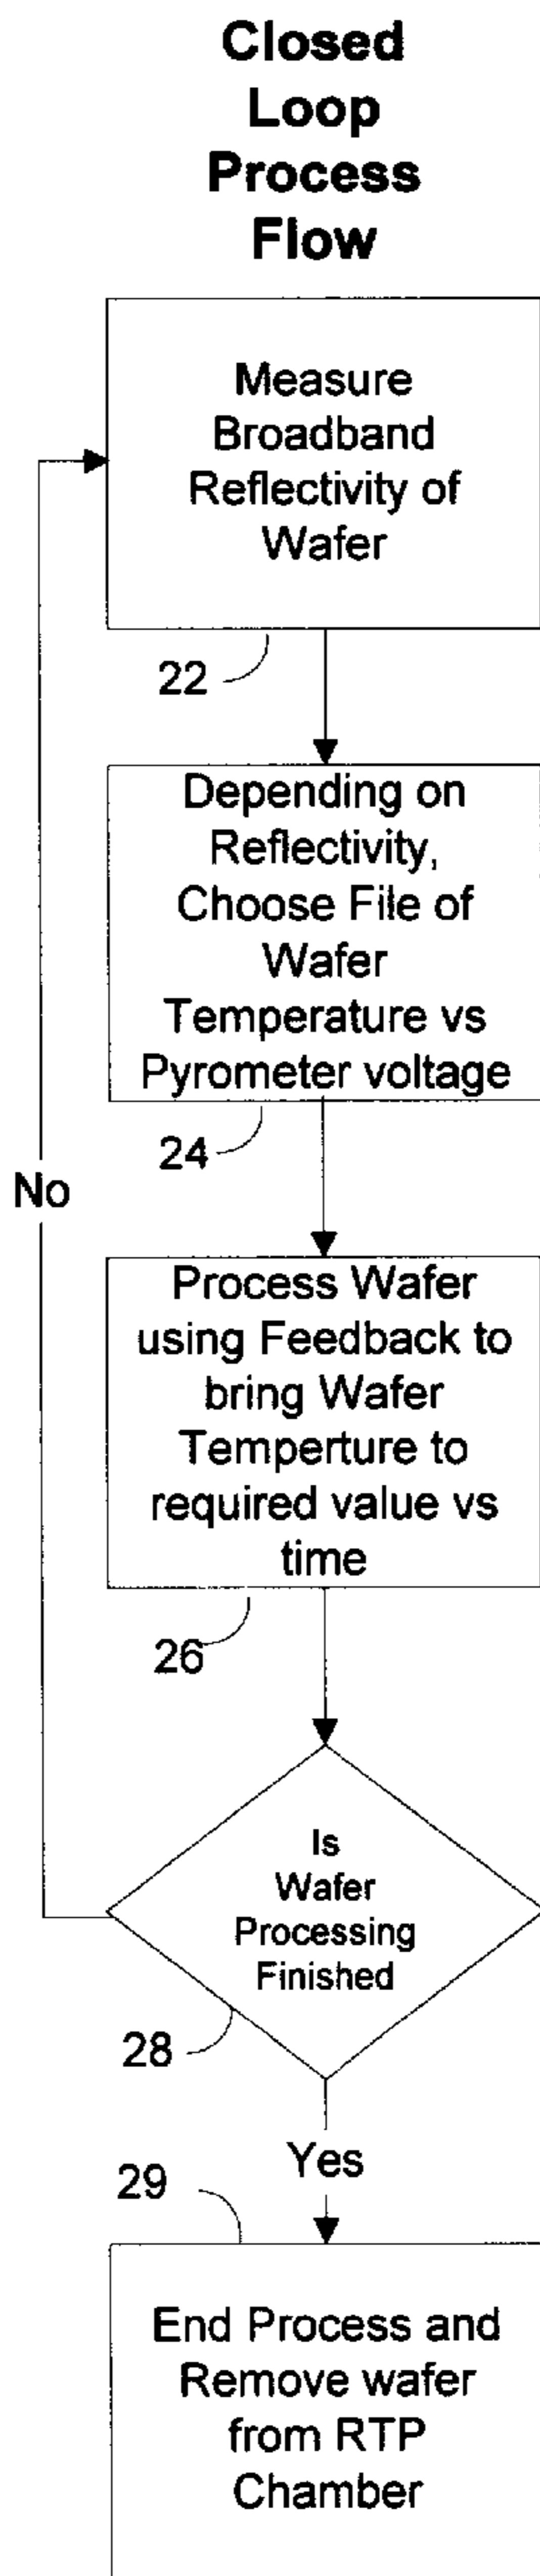 Closed
Loop
Process
Flow
Measure
Broadband
Reflectivity of
Wafer
22
Depending on
Reflectivity,
Choose File of
Wafer
Temperature vs
Pyrometer voltage
24
No
Process Wafer
using Feedback to
bring Wafer
Temperture to
required value vs
time
26
Is
Wafer
Processing
Finished
28
Yes
29
End Process and
Remove wafer
from RTP
Chamber